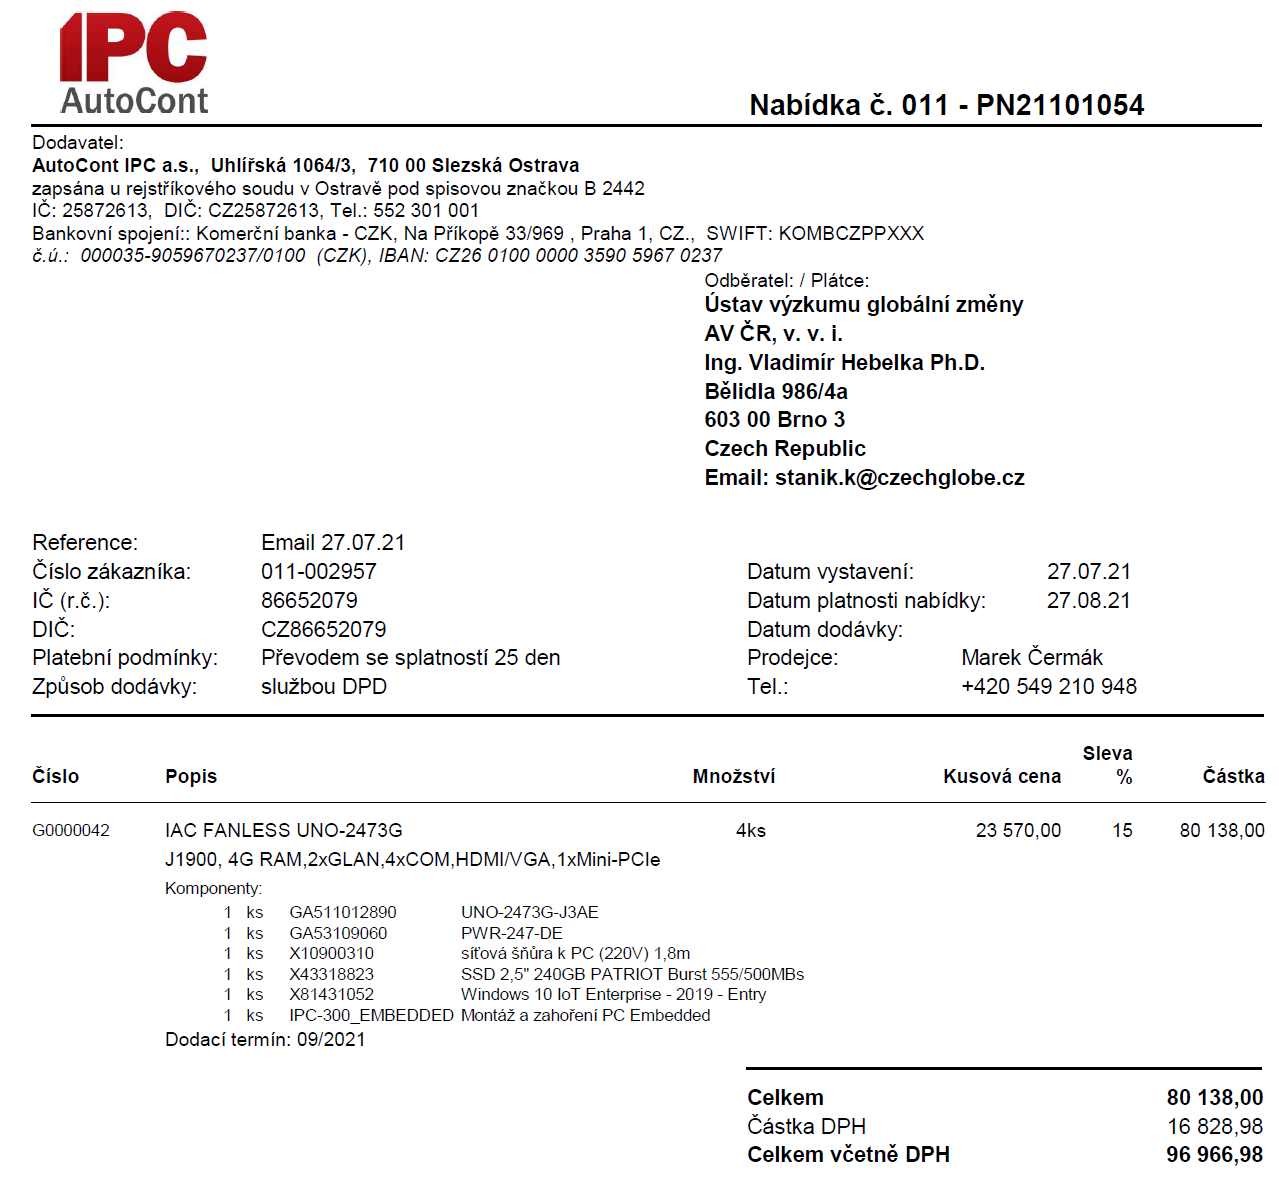 IPC
AutoCont
Nabídka č. 011 - PN21101054
Dodavatel:
AutoCont IPC a.s., Uhlířská 1064/3, 710 00 Slezská Ostrava
zapsána u rejstříkového soudu v Ostravě pod spisovou značkou B 2442
IČ: 25872613, DIČ: CZ25872613, Tel.: 552 301 001
Bankovní spojení:: Komerční banka - CZK, Na Příkopě 33/969 , Praha 1, CZ., SWIFT: KOMBCZPPXXX
č.ú.: 000035-9059670237/0100 (CZK), IBAN: CZ26 0100 0000 3590 5967 0237
Odběratel: / Plátce:
Ústav výzkumu globální změny
AV ČR, v. v. i.
Ing. Vladimír Hebelka Ph.D.
Bělidla 986/4a
603 00 Brno 3
Czech Republic
Email: stanik.k@czechglobe.cz
Reference: Email 27.07.21
Číslo zákazníka: 011-002957 Datum vystavení: 27.07.21
IČ (r.č.): 86652079 Datum platnosti nabídky: 27.08.21
DIČ: CZ86652079 Datum dodávky:
Platební podmínky: Převodem se splatností 25 den Prodejce: Marek Čermák
Způsob dodávky: službou DPD Tel.: +420 549 210 948
Číslo Popis Množství Kusová cena Sleva % Částka
G0000042 IAC FANLESS UNO-2473G 4ks 23 570,00 15 80 138,00
J1900, 4G RAM,2xGLAN,4xCOM,HDMI/VGA,1xMini-PCIe
Komponenty:
1 ks GA511012890 UNO-2473G-J3AE
1 ks GA53109060 PWR-247-DE
1 ks X10900310 síťová šňůra k PC (220V) 1,8m
1 ks X43318823 SSD 2,5" 240GB PATRIOT Burst 555/500MBs
1 ks X81431052 Windows 10 IoT Enterprise - 2019 - Entry
1 ks IPC-300_EMBEDDED Montáž a zahoření PC Embedded
Dodací termín: 09/2021
Celkem 80 138,00
Částka DPH 16 828,98
Celkem včetně DPH 96 966,98